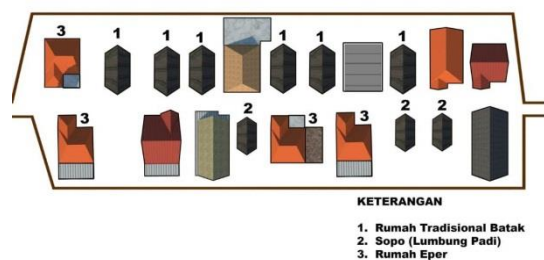 3 1 1 1 1 1 1
3 2 3 3 2 2
KETERANGAN
1. Rumah Tradisional Batak
2. Sopo (Lumbung Padi)
3. Rumah Eper